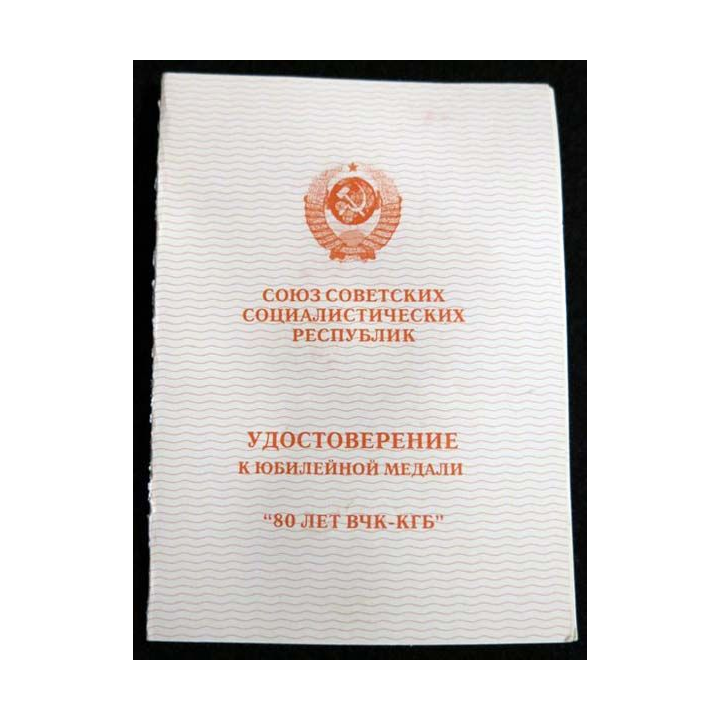 СОЮЗ СОВЕТСКИХ
СОЦИАЛИСТИЧЕСКИХ
РЕСПУБЛИК
УДОСТОВЕРЕНИЕ
К ЮБИЛЕЙНОЙ МЕДАЛИ
“80 ЛЕТ ВЧК-КГБ”